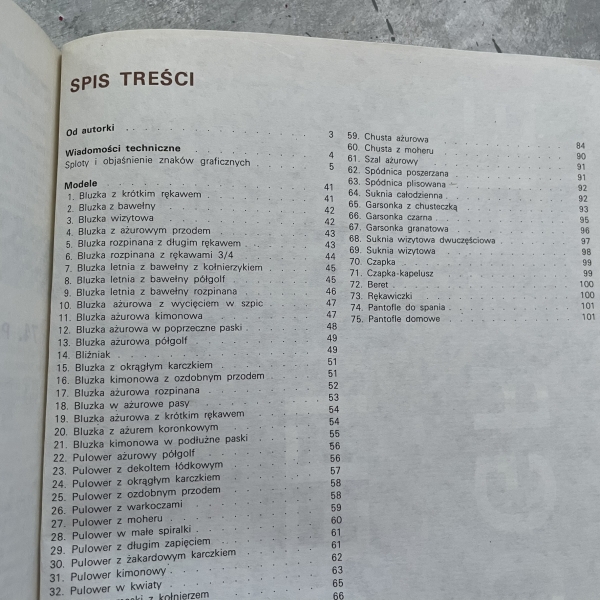 SPIS TREŚCI
Od autorki 3
Wiadomości techniczne 4
Sploty i objaśnienie znaków graficznych 5
Modele
1. Bluzka z krótkim rękawem 41
2. Bluzka z bawełny 41
3. Bluzka wizytowa 42
4. Bluzka z ażurowym przodem 42
5. Bluzka rozpinana z długim rękawem 43
6. Bluzka rozpinana z rękawami 3/4 43
7. Bluzka letnia z bawełny z kołnierzykiem 44
8. Bluzka letnia z bawełny półgolf 45
9. Bluzka letnia z bawełny rozpinana 45
10. Bluzka ażurowa z wycięciem w szpic 46
11. Bluzka ażurowa kimonowa 47
12. Bluzka ażurowa w poprzeczne paski 47
13. Bluzka ażurowa półgolf 48
14. Bliźniak 49
15. Bluzka z okrągłym karczkiem 49
16. Bluzka kimonowa z ozdobnym przodem 51
17. Bluzka ażurowa rozpinana 51
18. Bluzka w ażurowe pasy 52
19. Bluzka ażurowa z krótkim rękawem 53
20. Bluzka z ażurem koronkowym 54
21. Bluzka kimonowa w podłużne paski 54
22. Pulower ażurowy półgolf 55
23. Pulower z dekoltem łódkowym 56
24. Pulower z okrągłym karczkiem 56
25. Pulower z ozdobnym przodem 57
26. Pulower z warkoczami 58
27. Pulower z moheru 58
28. Pulower w małe spiralki 59
29. Pulower z długim zapięciem 60
30. Pulower z żakardowym karczkiem 61
31. Pulower kimonowy 61
32. Pulower w kwiaty 62
z kołnierzem 63
65
66
59. Chusta ażurowa 84
60. Chusta z moheru 90
61. Szal ażurowy 91
62. Spódnica poszerzana 91
63. Spódnica plisowana 92
64. Suknia całodzienna 92
65. Garsonka z chusteczką 93
66. Garsonka czarna 95
67. Garsonka granatowa 96
68. Suknia wizytowa dwuczęściowa 97
69. Suknia wizytowa 98
70. Czapka 99
71. Czapka-kapelusz 99
72. Beret 100
73. Rękawiczki 100
74. Pantofle do spania 101
75. Pantofle domowe 101